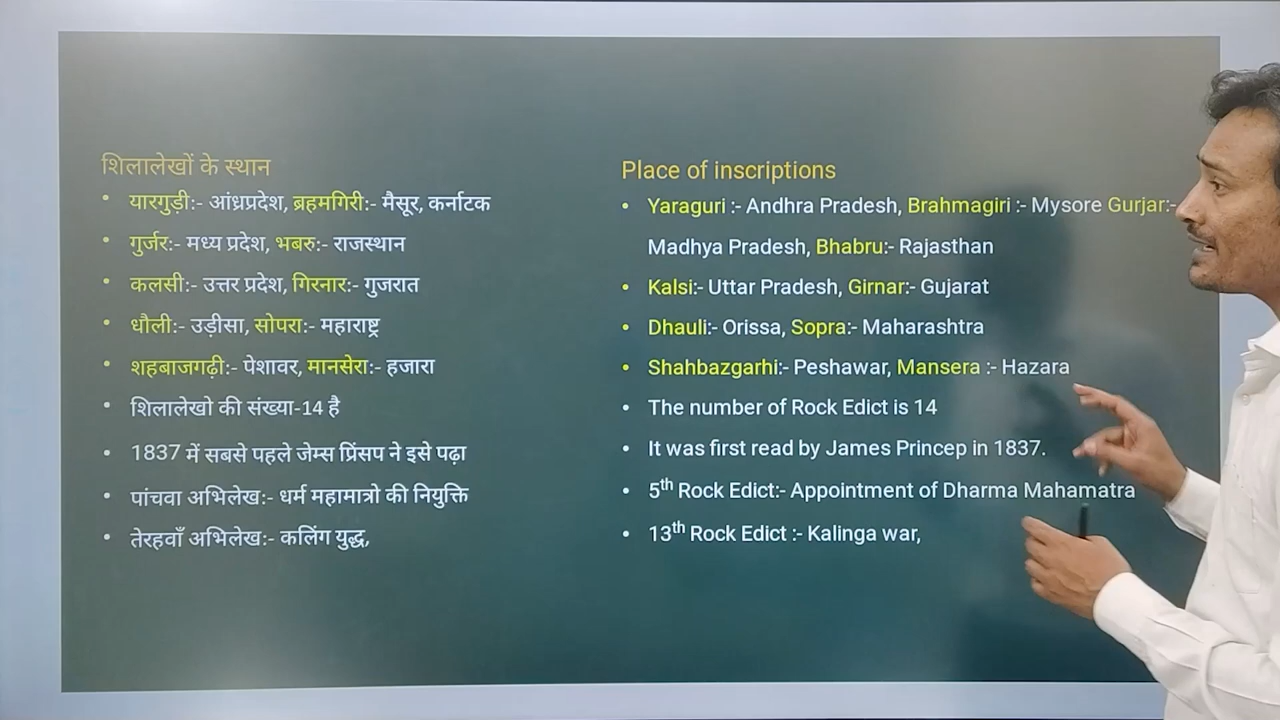 शिलालेखों के स्थान
• यारगुड़ी:- आंध्रप्रदेश, ब्रहमगिरी:- मैसूर, कर्नाटक
• गुर्जर:- मध्य प्रदेश, भबरु:- राजस्थान
• कलसी:- उत्तर प्रदेश, गिरनार:- गुजरात
• धौली:- उड़ीसा, सोपरा:- महाराष्ट्र
• शहबाजगढ़ी:- पेशावर, मानसेरा:- हजारा
• शिलालेखो की संख्या-14 है
• 1837 में सबसे पहले जेम्स प्रिंसप ने इसे पढ़ा
• पांचवा अभिलेख:- धर्म महामात्रो की नियुक्ति
• तेरहवाँ अभिलेख:- कलिंग युद्ध,
Place of inscriptions
• Yaraguri :- Andhra Pradesh, Brahmagiri :- Mysore Gurjar:-
Madhya Pradesh, Bhabru:- Rajasthan
• Kalsi:- Uttar Pradesh, Girnar:- Gujarat
• Dhauli:- Orissa, Sopra:- Maharashtra
• Shahbazgarhi:- Peshawar, Mansera :- Hazara
• The number of Rock Edict is 14
• It was first read by James Princep in 1837.
• 5th Rock Edict:- Appointment of Dharma Mahamatra
• 13th Rock Edict :- Kalinga war,